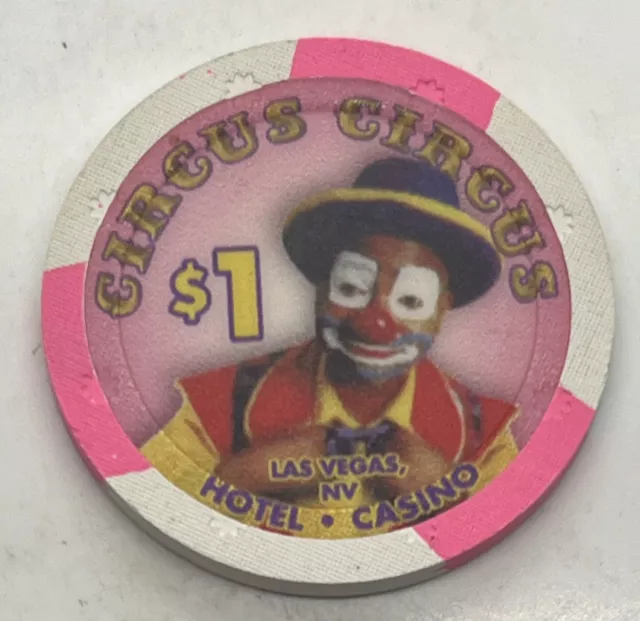 CIRCUS CIRCUS
$1
LAS VEGAS,
NV
HOTEL • CASINO